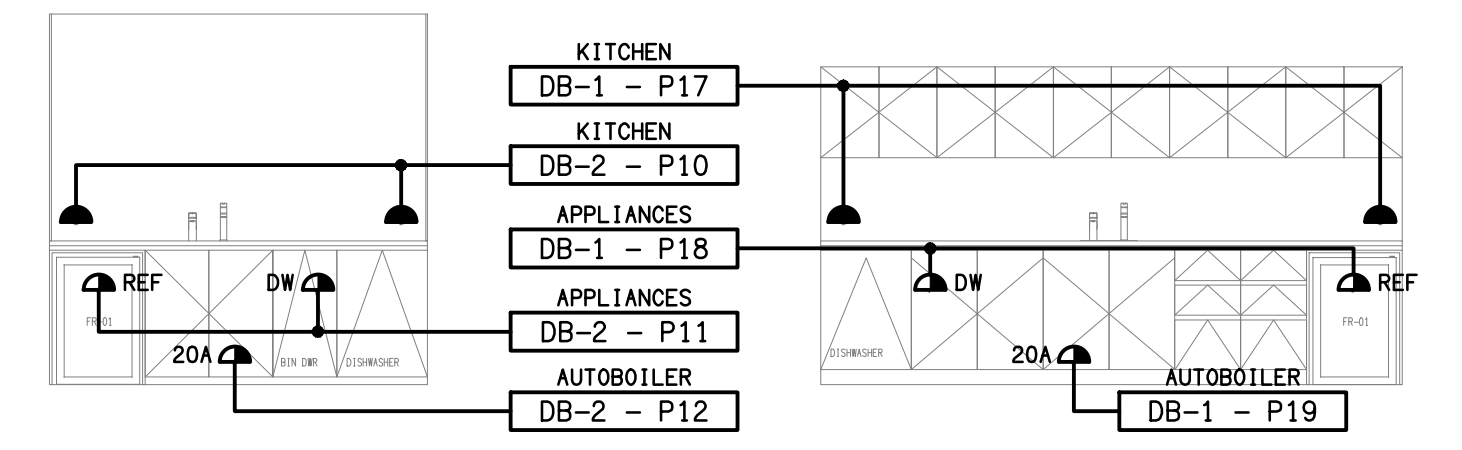 KITCHEN
DB-1 - P17
KITCHEN
DB-2 - P10
APPLIANCES
DB-1 - P18
REF
DW
DW
REF
APPLIANCES
DB-2 - P11
FR-01
FR-01
20A
BIN DWR
DISHWASHER
DISHWASHER
20A
AUTOBOILER
DB-2 - P12
AUTOBOILER
DB-1 - P19